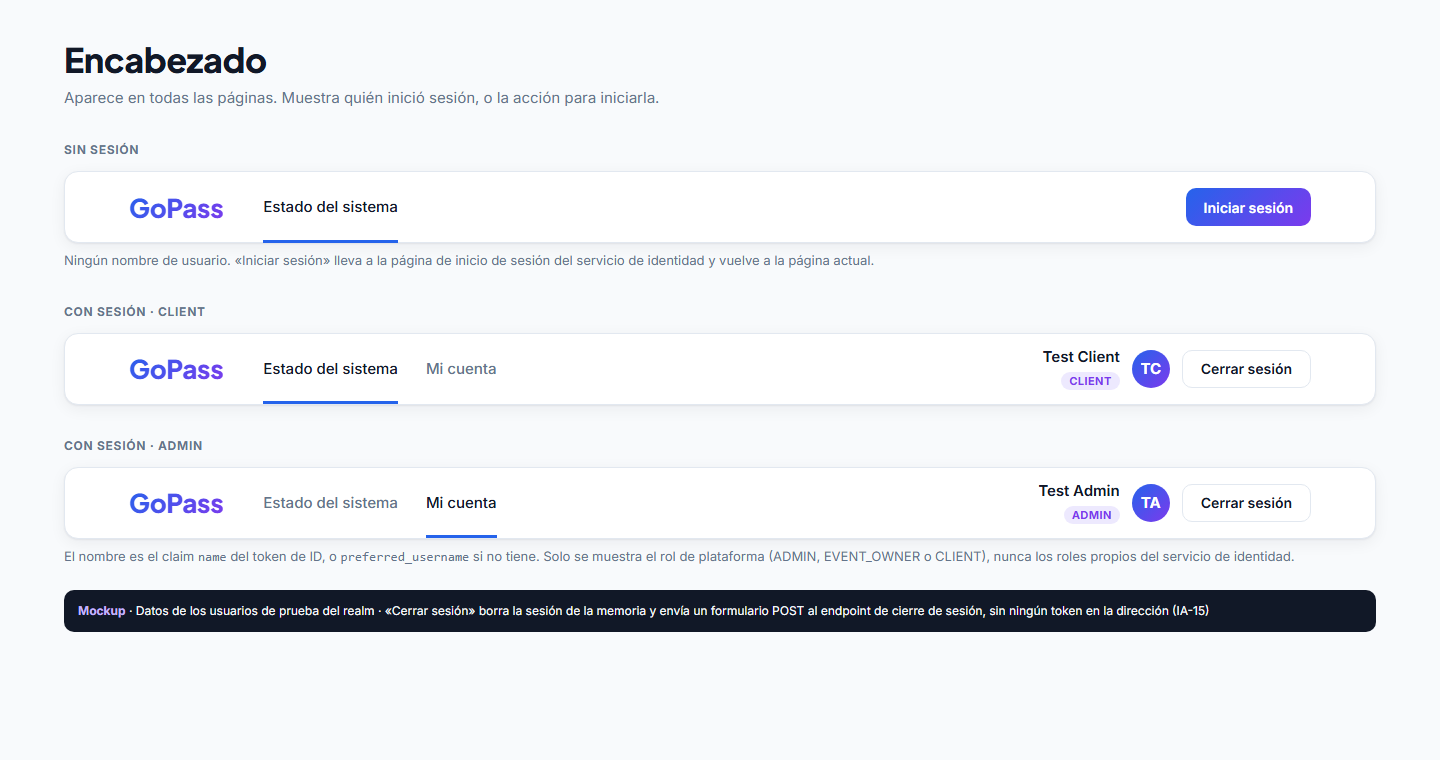 Encabezado
Aparece en todas las páginas. Muestra quién inició sesión, o la acción para iniciarla.
SIN SESIÓN
GoPass Estado del sistema Iniciar sesión
Ningún nombre de usuario. «Iniciar sesión» lleva a la página de inicio de sesión del servicio de identidad y vuelve a la página actual.
CON SESIÓN · CLIENT
GoPass Estado del sistema Mi cuenta Test Client CLIENT TC Cerrar sesión
CON SESIÓN · ADMIN
GoPass Estado del sistema Mi cuenta Test Admin ADMIN TA Cerrar sesión
El nombre es el claim name del token de ID, o preferred_username si no tiene. Solo se muestra el rol de plataforma (ADMIN, EVENT_OWNER o CLIENT), nunca los roles propios del servicio de identidad.
Mockup · Datos de los usuarios de prueba del realm · «Cerrar sesión» borra la sesión de la memoria y envía un formulario POST al endpoint de cierre de sesión, sin ningún token en la dirección (IA-15)